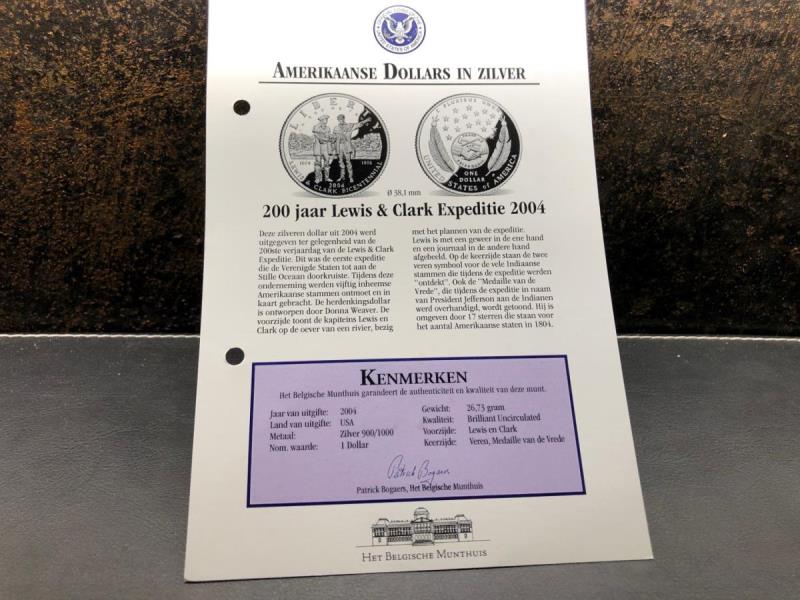 AMERIKAANSE DOLLARS IN ZILVER
LIBERTY
1804 1806
2004
LEWIS & CLARK BICENTENNIAL
E PLURIBUS UNUM
ONE
DOLLAR
UNITED STATES of AMERICA
Ø 38,1 mm
200 jaar Lewis & Clark Expeditie 2004
Deze zilveren dollar uit 2004 werd
uitgegeven ter gelegenheid van de
200ste verjaardag van de Lewis & Clark
Expeditie. Dit was de eerste expeditie
die de Verenigde Staten tot aan de
Stille Oceaan doorkruiste. Tijdens deze
onderneming werden vijftig inheemse
Amerikaanse stammen ontmoet en in
kaart gebracht. De herdenkingsdollar
is ontworpen door Donna Weaver. De
voorzijde toont de kapiteins Lewis en
Clark op de oever van een rivier, bezig
met het plannen van de expeditie.
Lewis is met een geweer in de ene hand
en een journaal in de andere hand
afgebeeld. Op de keerzijde staan de twee
veren symbool voor de vele Indiaanse
stammen die tijdens de expeditie werden
"ontdekt". Ook de "Medaille van de
Vrede", die tijdens de expeditie in naam
van President Jefferson aan de Indianen
werd overhandigd, wordt getoond. Hij is
omgeven door 17 sterren die staan voor
het aantal Amerikaanse staten in 1804.
KENMERKEN
Het Belgische Munthuis garandeert de authenticiteit en kwaliteit van deze munt.
Jaar van uitgifte: 2004
Land van uitgifte: USA
Metaal: Zilver 900/1000
Nom. waarde: 1 Dollar
Gewicht: 26,73 gram
Kwaliteit: Brilliant Uncirculated
Voorzijde: Lewis en Clark
Keerzijde: Veren, Medaille van de Vrede
Patrick Bogaers
Patrick Bogaers, Het Belgische Munthuis
HET BELGISCHE MUNTHUIS